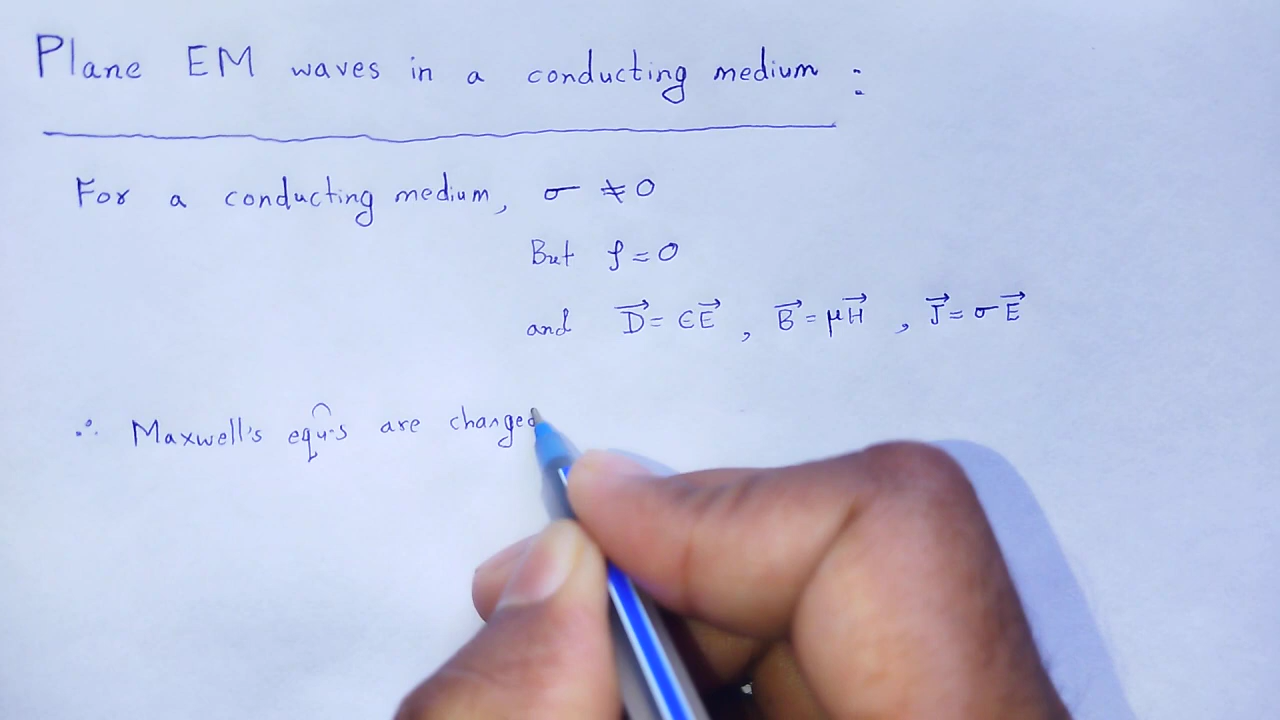 Plane EM waves in a conducting medium :
For a conducting medium, σ ≠ 0
But ρ = 0
and D⃗ = ϵE⃗ , B⃗ = μH⃗ , J⃗ = σE⃗
∴ Maxwell's equ.s are changed